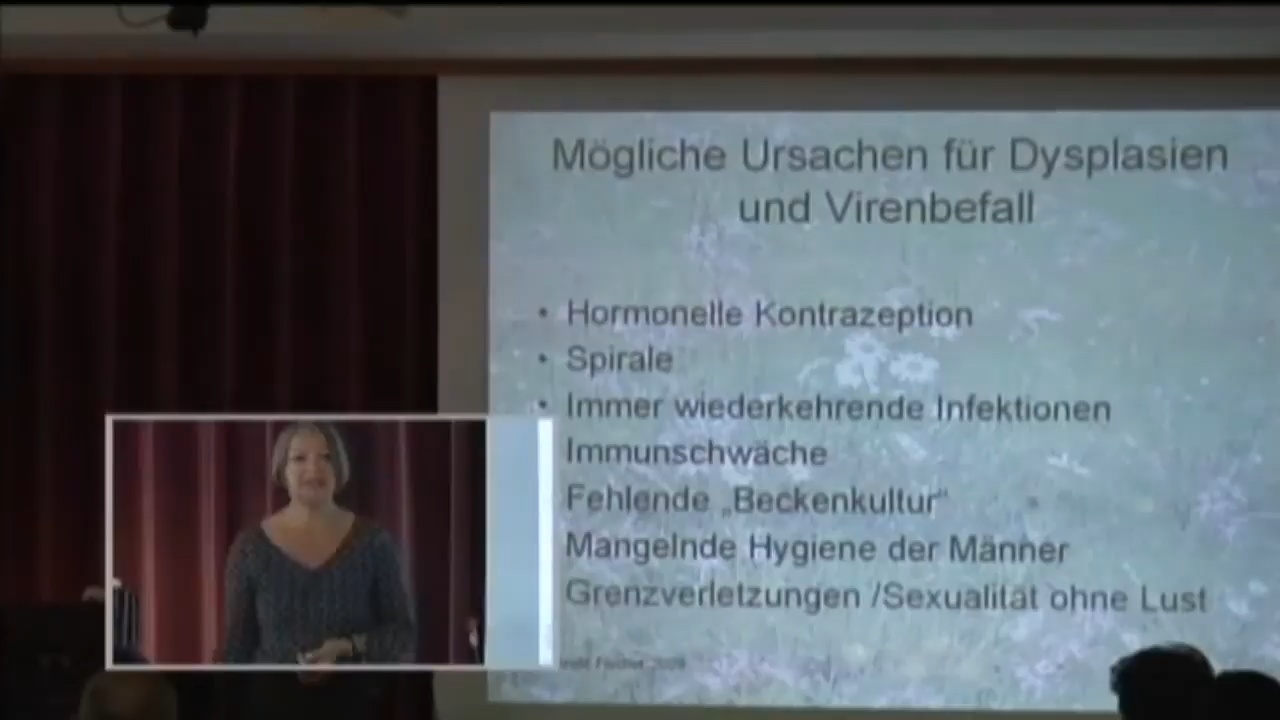 Mögliche Ursachen für Dysplasien
und Virenbefall
• Hormonelle Kontrazeption
• Spirale
• Immer wiederkehrende Infektionen
Immunschwäche
Fehlende „Beckenkultur“
Mangelnde Hygiene der Männer
Grenzverletzungen /Sexualität ohne Lust